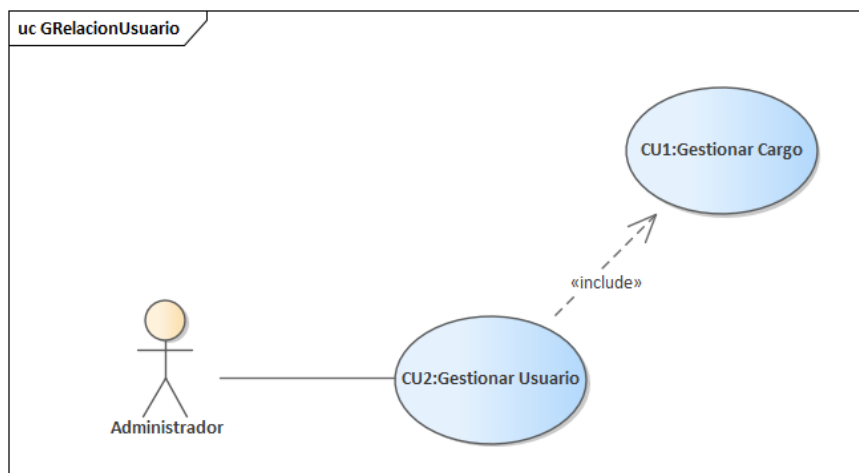 uc GRelacionUsuario
CU1:Gestionar Cargo
«include»
CU2:Gestionar Usuario
Administrador